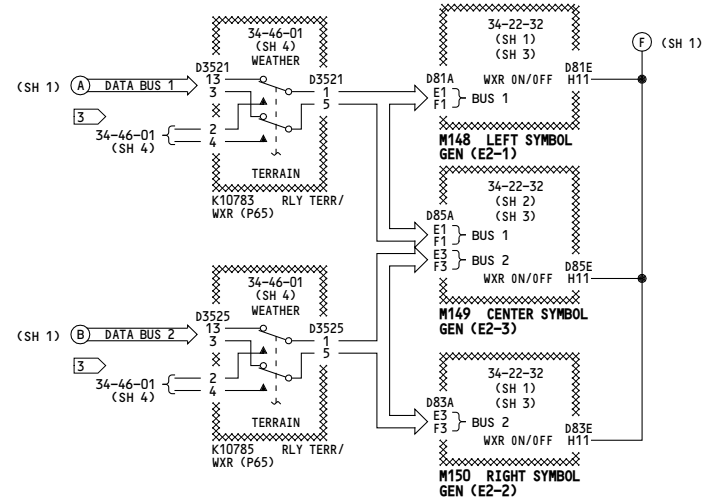 34-46-01
(SH 4)
WEATHER
D3521
D3521
(SH 1) A DATA BUS 1
13
3
1
5
3
34-46-01
(SH 4)
2
4
TERRAIN
K10783 RLY TERR/
WXR (P65)
34-22-32
(SH 1)
(SH 3)
D81A
E1
F1
BUS 1
WXR ON/OFF
D81E
H11
M148 LEFT SYMBOL
GEN (E2-1)
F (SH 1)
34-22-32
(SH 2)
(SH 3)
D85A
E1
F1
BUS 1
E3
F3
BUS 2
WXR ON/OFF
D85E
H11
M149 CENTER SYMBOL
GEN (E2-3)
34-46-01
(SH 4)
WEATHER
D3525
D3525
(SH 1) B DATA BUS 2
13
3
1
5
3
34-46-01
(SH 4)
2
4
TERRAIN
K10785 RLY TERR/
WXR (P65)
34-22-32
(SH 1)
(SH 3)
D83A
E3
F3
BUS 2
WXR ON/OFF
D83E
H11
M150 RIGHT SYMBOL
GEN (E2-2)